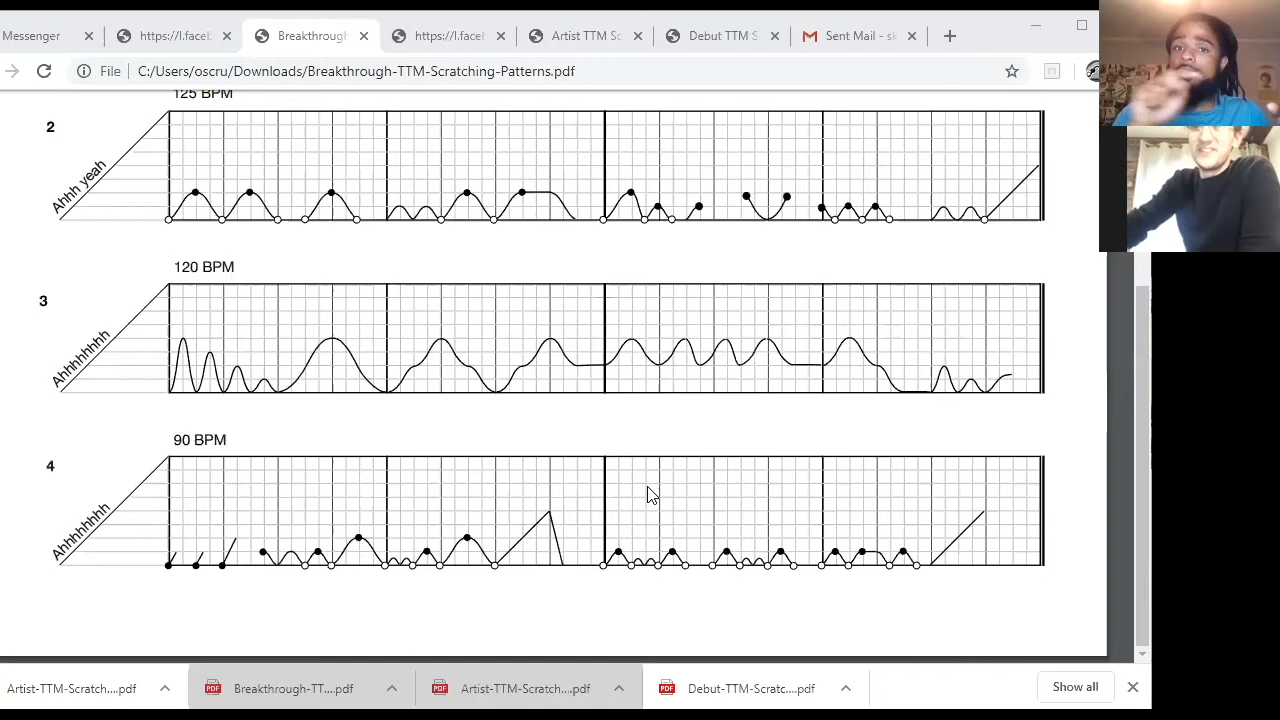 Messenger
https://l.faceb
Breakthrough
https://l.faceb
Artist TTM Sc
Debut TTM S
Sent Mail - sk
File
C:/Users/oscru/Downloads/Breakthrough-TTM-Scratching-Patterns.pdf
125 BPM
2
Ahhh yeah
120 BPM
3
Ahhhhhhhh
90 BPM
4
Ahhhhhhhh
Artist-TTM-Scratch....pdf
Breakthrough-TT....pdf
Artist-TTM-Scratch....pdf
Debut-TTM-Scratc....pdf
Show all